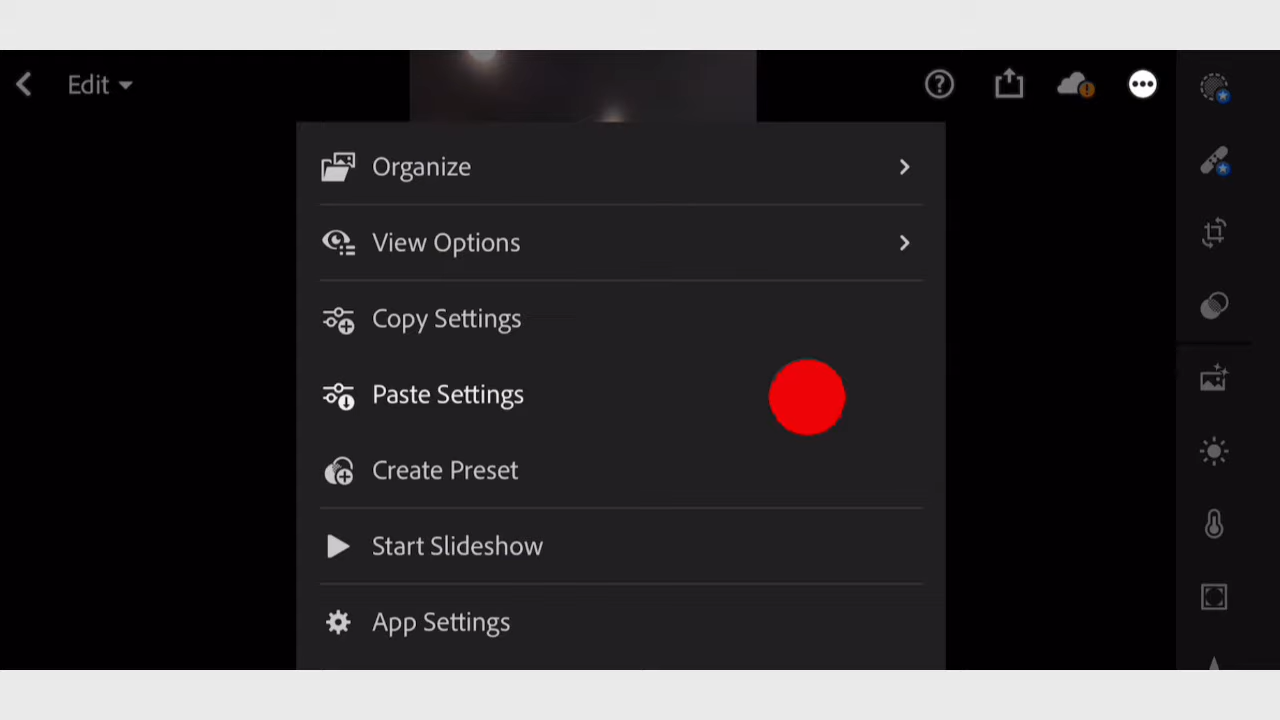 Edit
Organize
View Options
Copy Settings
Paste Settings
Create Preset
Start Slideshow
App Settings